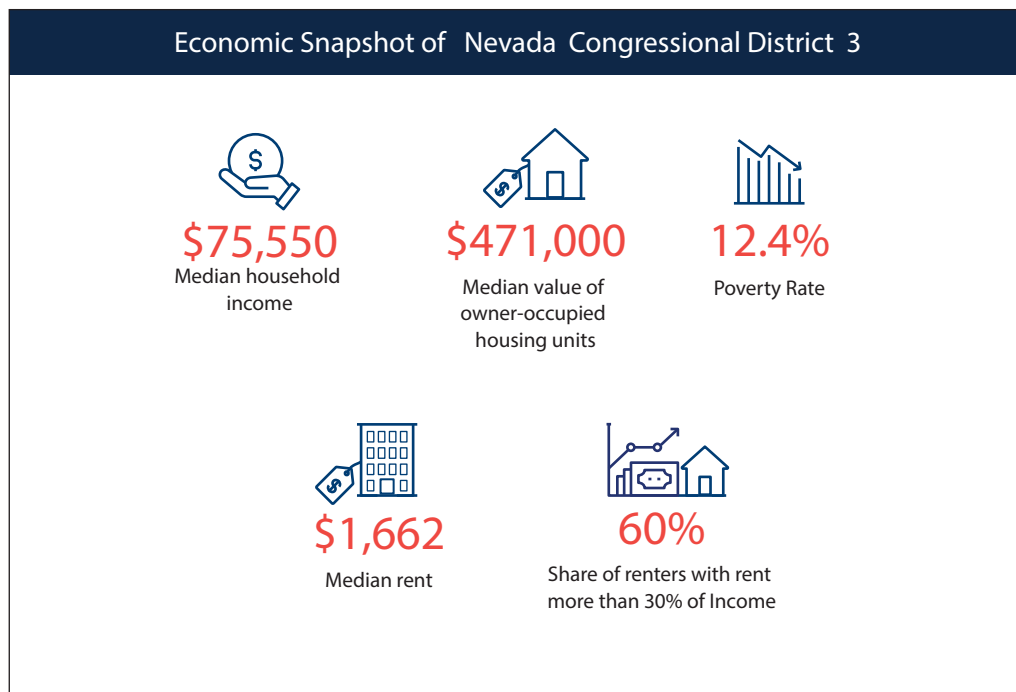 Economic Snapshot of Nevada Congressional District 3
$
$75,550
Median household
income
$
$471,000
Median value of
owner-occupied
housing units
12.4%
Poverty Rate
$
$1,662
Median rent
60%
Share of renters with rent
more than 30% of Income